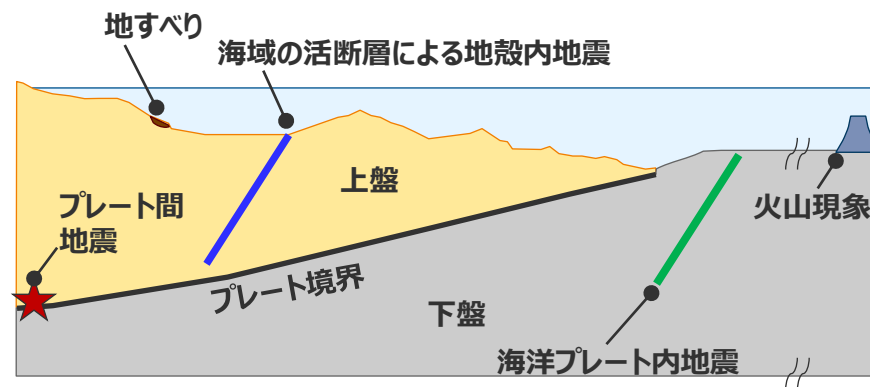 地すべり
海域の活断層による地殻内地震
上盤
プレート間
地震
火山現象
プレート境界
下盤
海洋プレート内地震